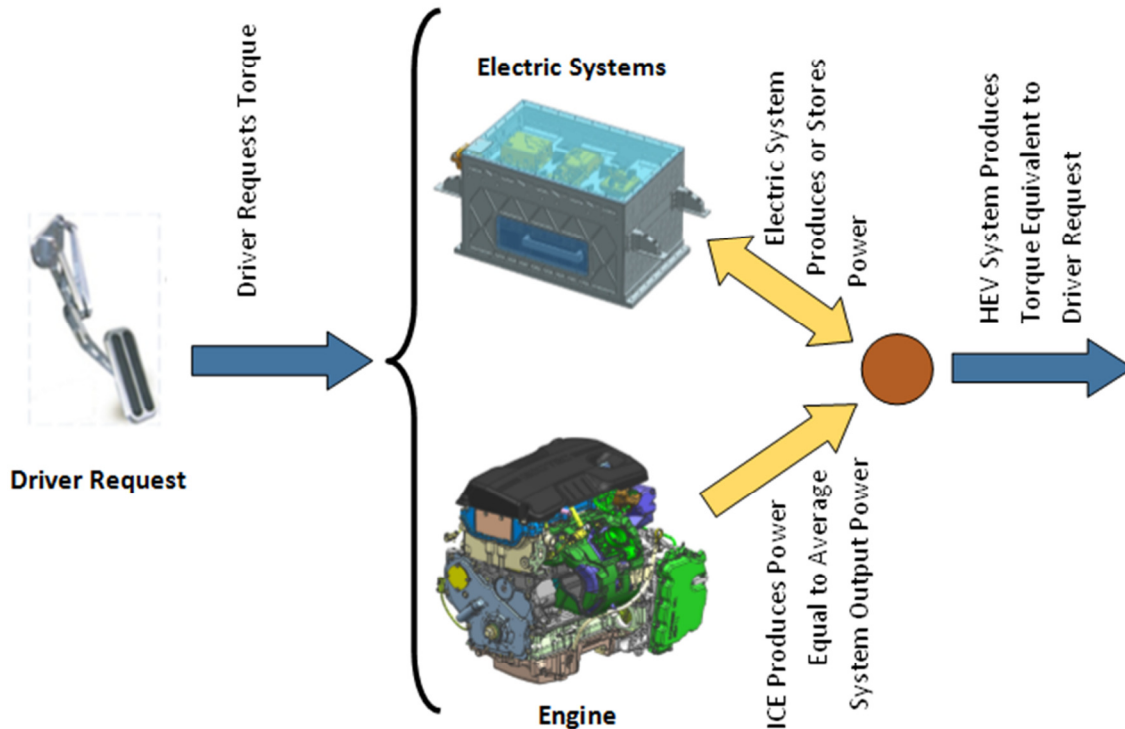 Driver Request
Driver Requests Torque
Electric Systems
Engine
Electric System
Produces or Stores
Power
ICE Produces Power
Equal to Average
System Output Power
HEV System Produces
Torque Equivalent to
Driver Request